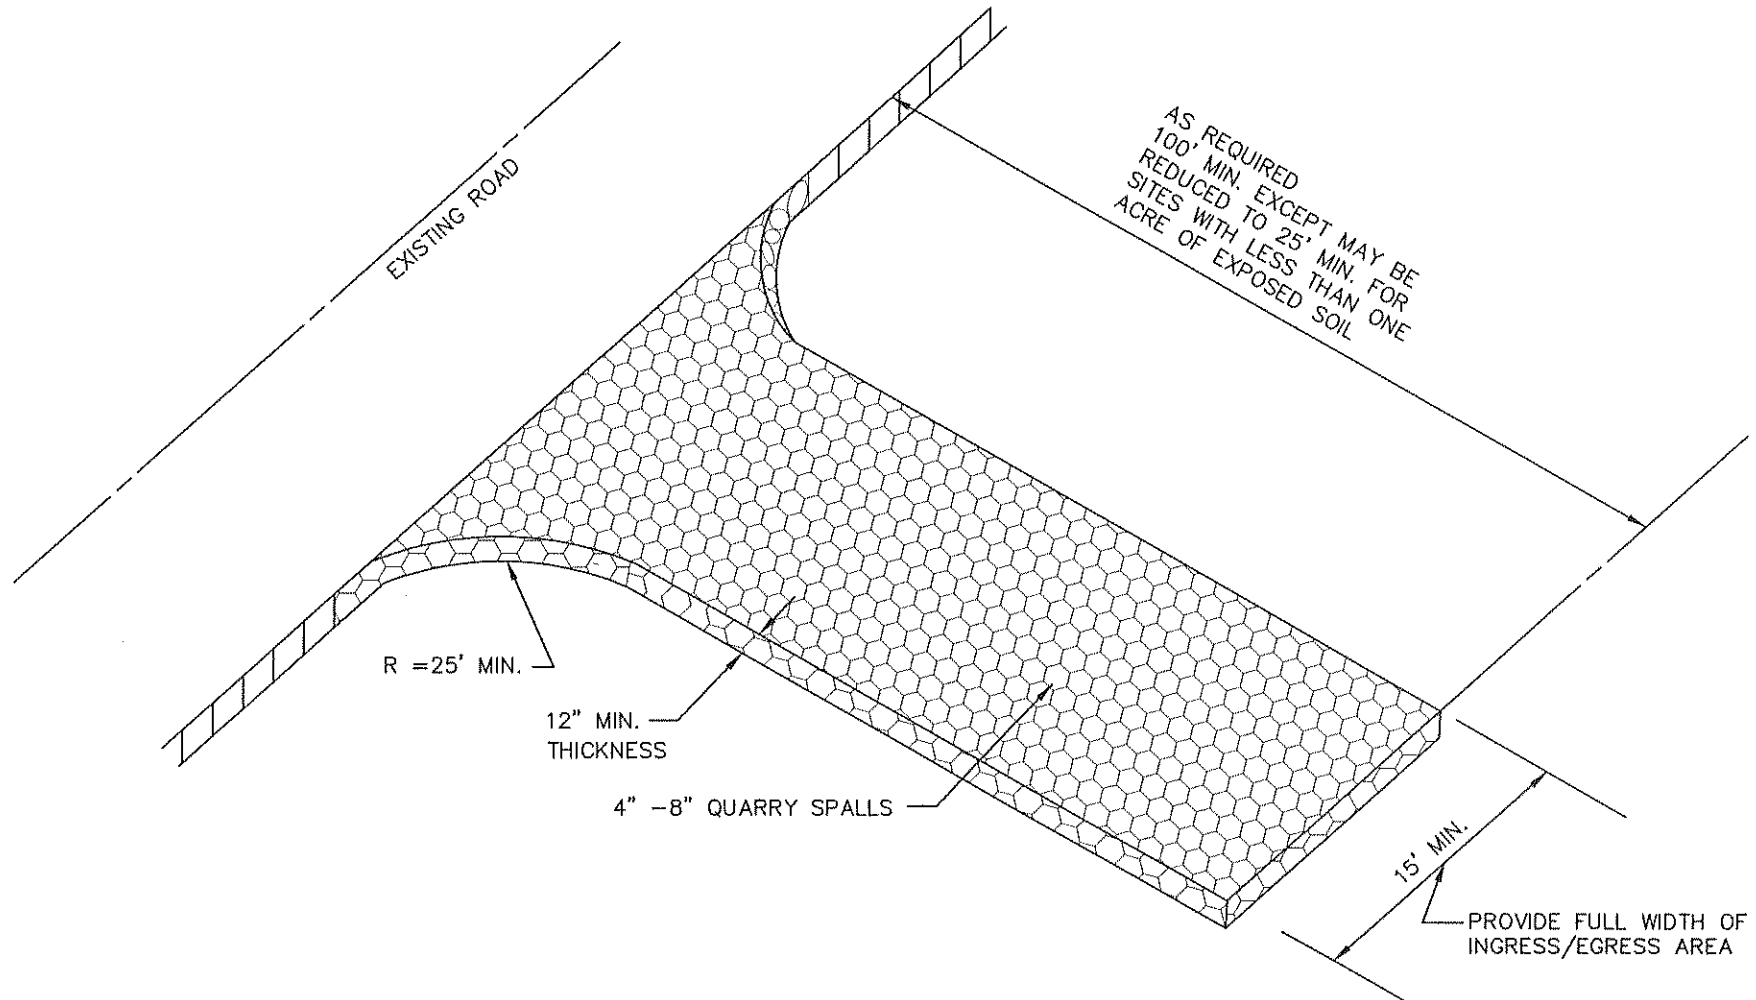 EXISTING ROAD
AS REQUIRED
100' MIN. EXCEPT MAY BE
REDUCED TO 25' MIN. FOR
SITES WITH LESS THAN ONE
ACRE OF EXPOSED SOIL
R =25' MIN.
12" MIN.
THICKNESS
4" -8" QUARRY SPALLS
15' MIN.
PROVIDE FULL WIDTH OF
INGRESS/EGRESS AREA